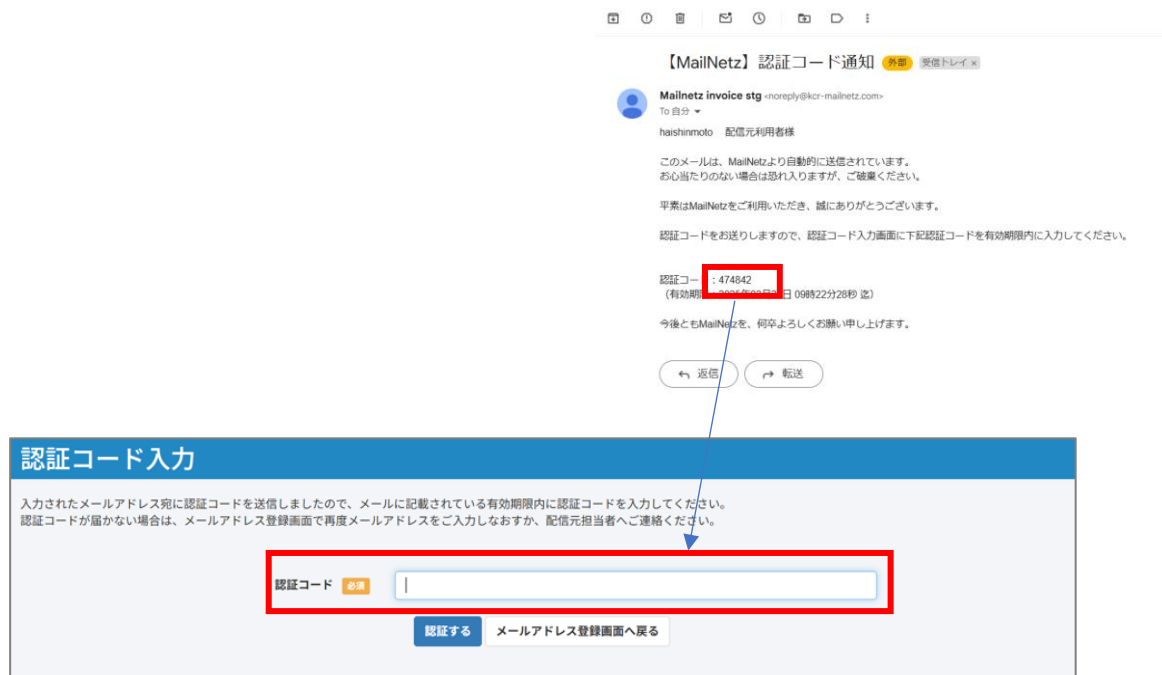 【MailNetz】認証コード通知 外部 受信トレイ ×
Mailnetz invoice stg <noreply@kcr-mailnetz.com>
To 自分
haishinmoto 配信元利用者様
このメールは、MailNetzより自動的に送信されています。
お心当たりのない場合は恐れ入りますが、ご破棄ください。
平素はMailNetzをご利用いただき、誠にありがとうございます。
認証コードをお送りしますので、認証コード入力画面に下記認証コードを有効期限内に入力してください。
認証コード：474842
（有効期 日 09時22分28秒 迄）
今後ともMailNetzを、何卒よろしくお願い申し上げます。
返信 転送
認証コード入力
入力されたメールアドレス宛に認証コードを送信しましたので、メールに記載されている有効期限内に認証コードを入力してください。
認証コードが届かない場合は、メールアドレス登録画面で再度メールアドレスをご入力しなおすか、配信元担当者へご連絡ください。
認証コード 必須
認証する メールアドレス登録画面へ戻る